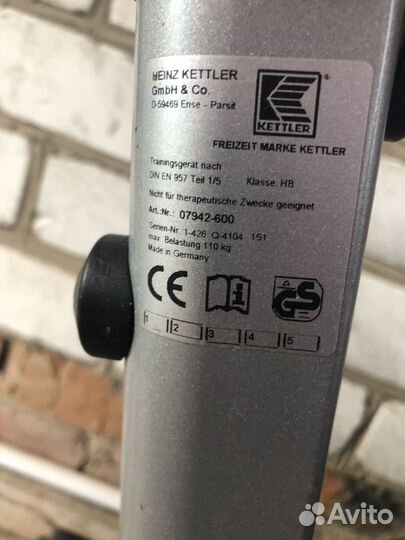 HEINZ KETTLER
GmbH & Co.
D-59469 Ense - Parsit
KETTLER
®
FREIZEIT MARKE KETTLER
Trainingsgerät nach
DIN EN 957 Teil 1/5 Klasse: HB
Nicht für therapeutische Zwecke geeignet
Art.-Nr.: 07942-600
Serien-Nr. 1-426 Q-4104 151
max. Belastung 110 kg
Made in Germany
CE
GS
1 2 3 4 5
Avito